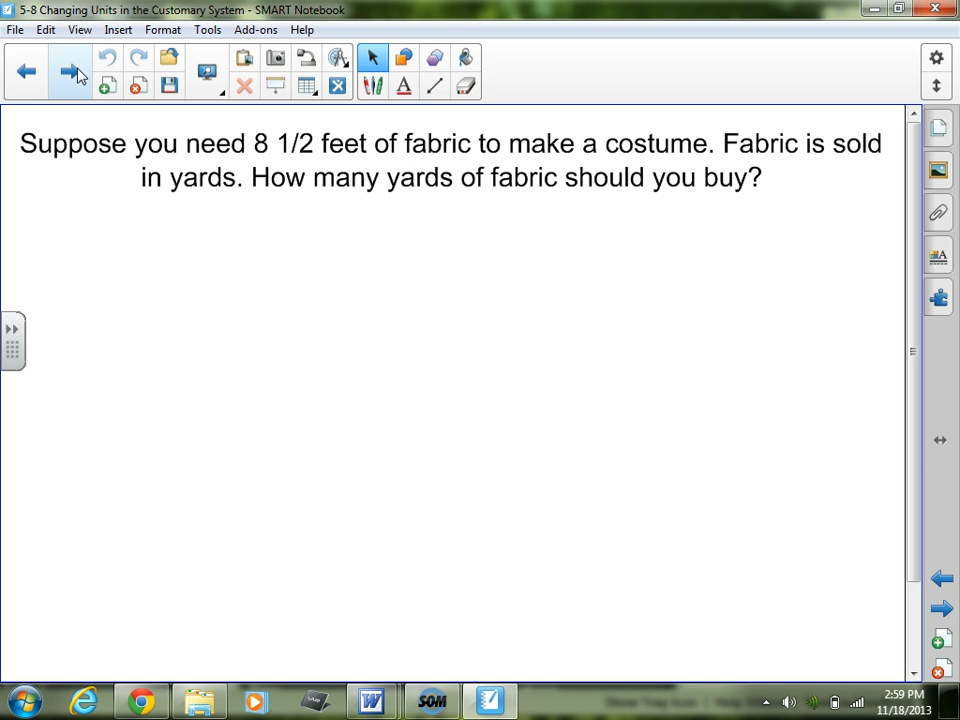 5-8 Changing Units in the Customary System - SMART Notebook
File Edit View Insert Format Tools Add-ons Help
Suppose you need 8 1/2 feet of fabric to make a costume. Fabric is sold
in yards. How many yards of fabric should you buy?
SOM
2:59 PM
11/18/2013